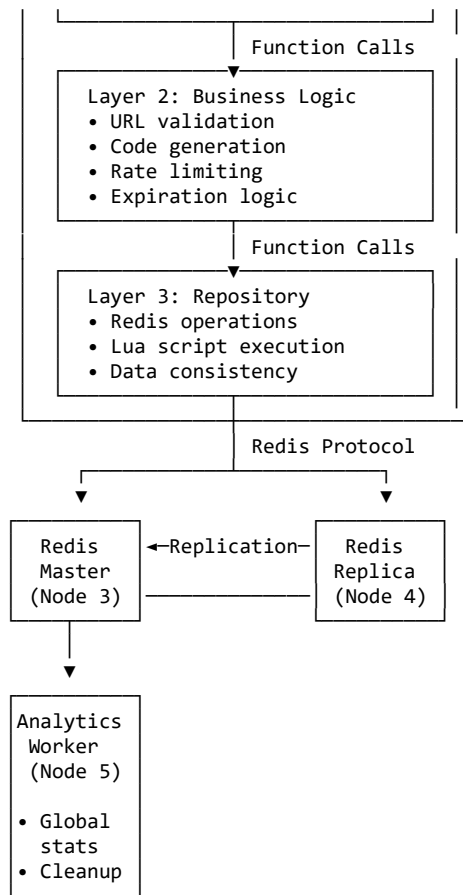 Function Calls
Layer 2: Business Logic
• URL validation
• Code generation
• Rate limiting
• Expiration logic
Function Calls
Layer 3: Repository
• Redis operations
• Lua script execution
• Data consistency
Redis Protocol
Redis
Master
(Node 3)
Replication
Redis
Replica
(Node 4)
Analytics
Worker
(Node 5)
• Global
stats
• Cleanup